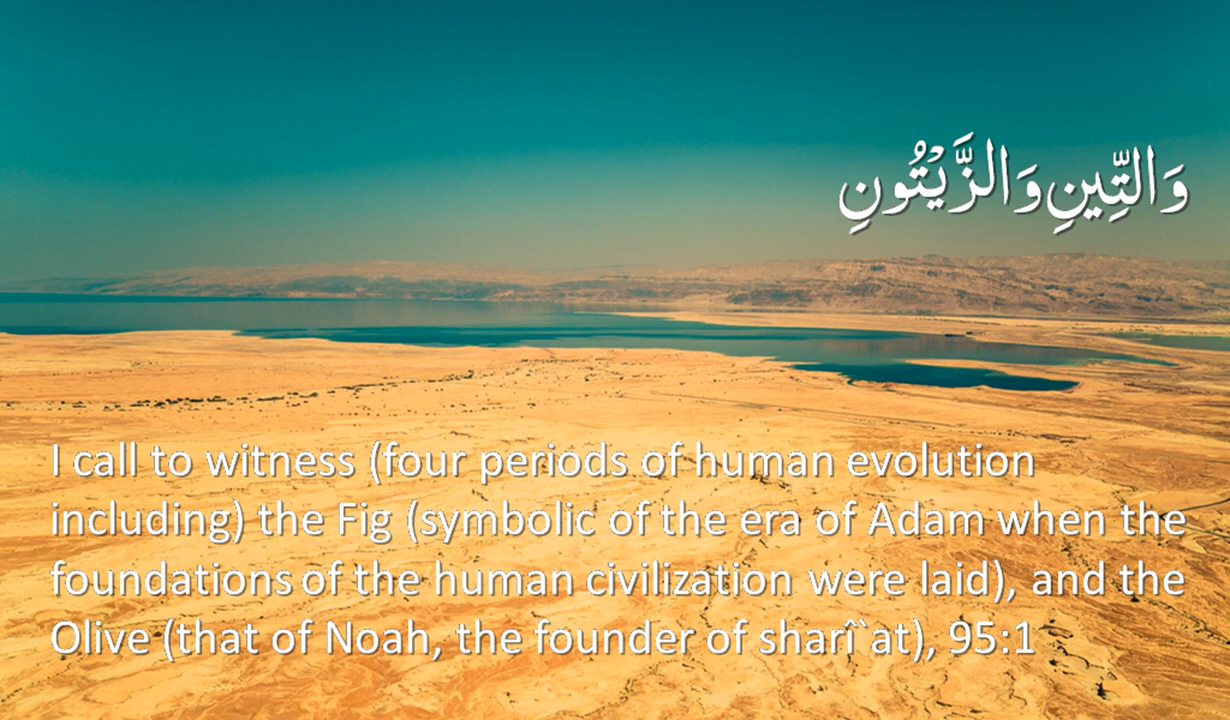 وَالتِّينِ وَالزَّيْتُونِ
I call to witness (four periods of human evolution
including) the Fig (symbolic of the era of Adam when the
foundations of the human civilization were laid), and the
Olive (that of Noah, the founder of sharî`at), 95:1